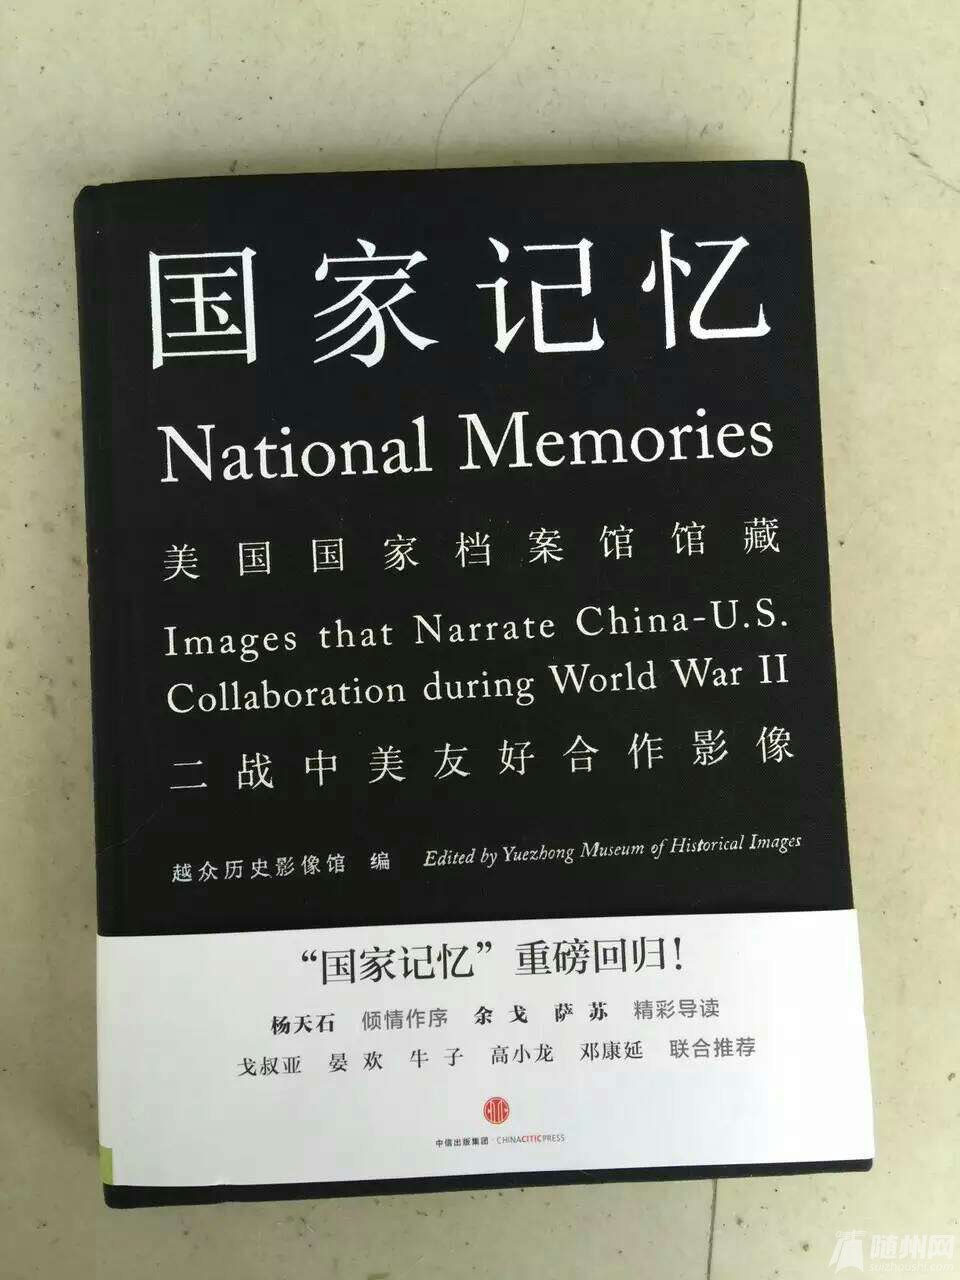 国家记忆
National Memories
美国国家档案馆馆藏
Images that Narrate China-U.S.
Collaboration during World War II
二战中美友好合作影像
越众历史影像馆 编 Edited by Yuezhong Museum of Historical Images
“国家记忆”重磅回归!
杨天石 倾情作序 余戈 萨苏 精彩导读
戈叔亚 晏欢 牛子 高小龙 邓康延 联合推荐
中信出版集团·CHINACITICPRESS
随州网